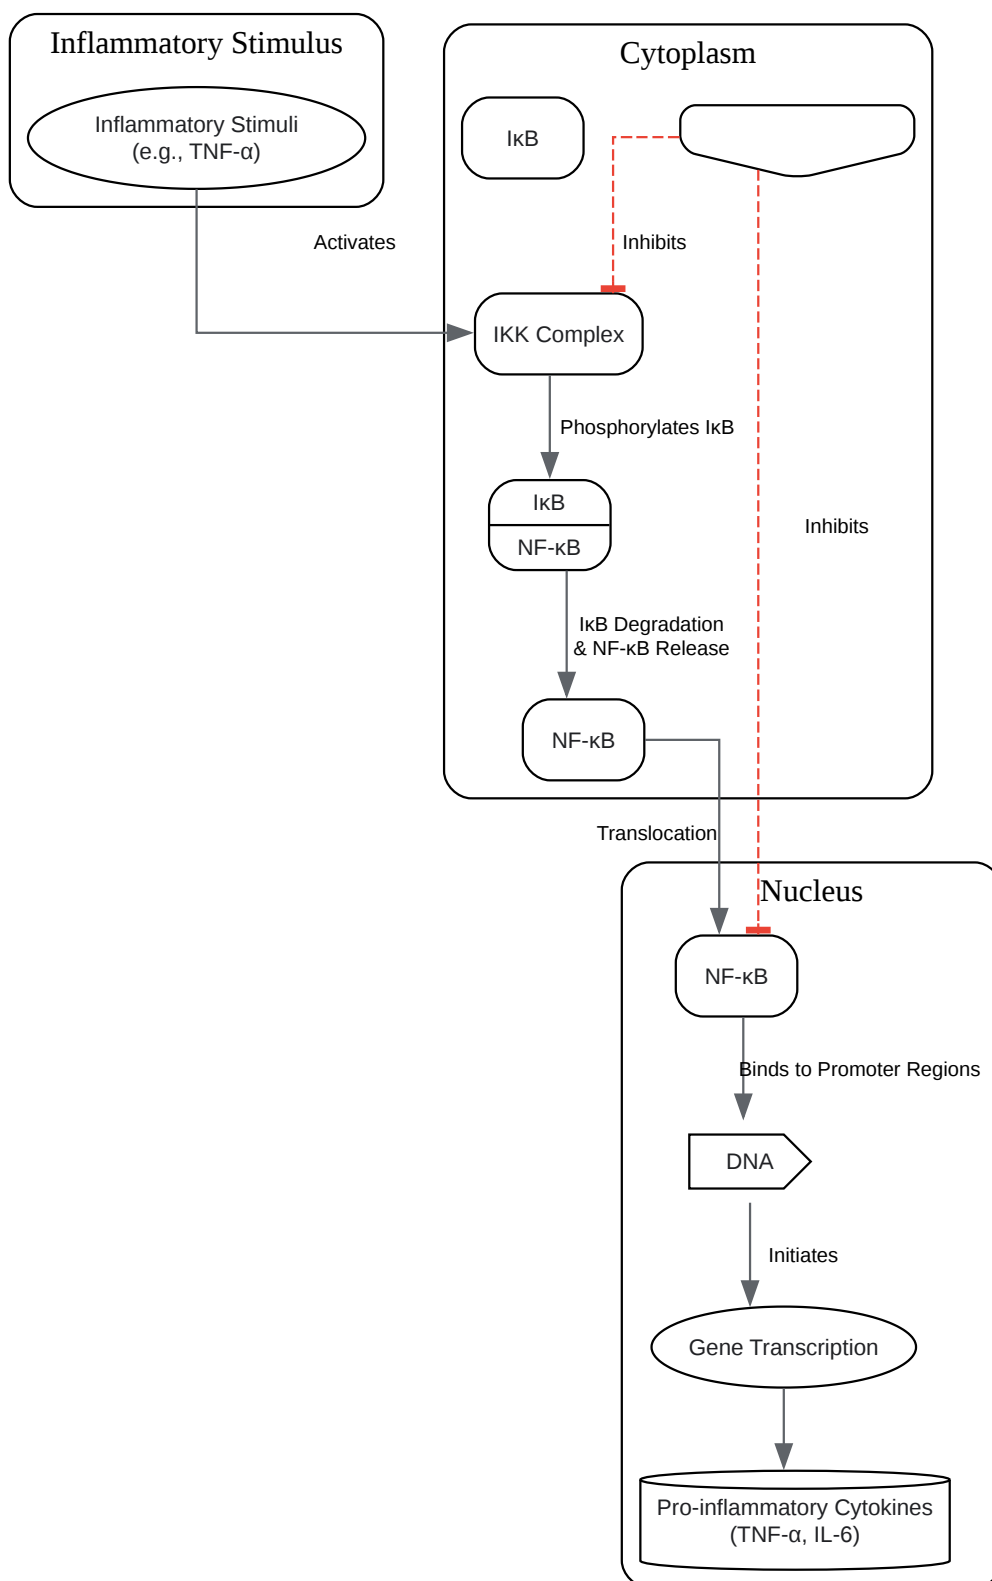 Inflammatory Stimulus
Inflammatory Stimuli
(e.g., TNF-α)
Activates
Cytoplasm
IκB
Inhibits
IKK Complex
Phosphorylates IκB
IκB
NF-κB
Inhibits
IκB Degradation
& NF-κB Release
NF-κB
Translocation
Nucleus
NF-κB
Binds to Promoter Regions
DNA
Initiates
Gene Transcription
Pro-inflammatory Cytokines
(TNF-α, IL-6)